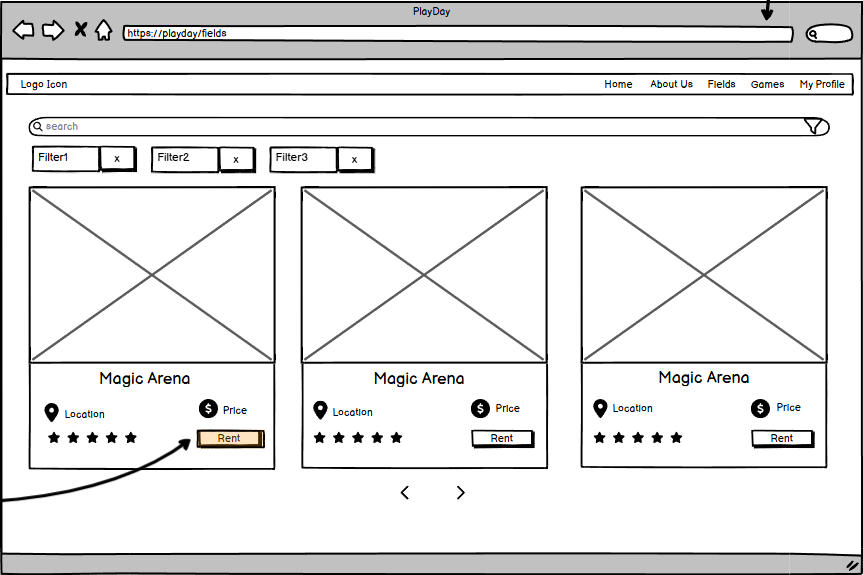 PlayDay
https://playday/fields
Logo Icon Home About Us Fields Games My Profile
search
Filter1 x Filter2 x Filter3 x
Magic Arena Magic Arena Magic Arena
Location $ Price Location $ Price Location $ Price
Rent Rent Rent